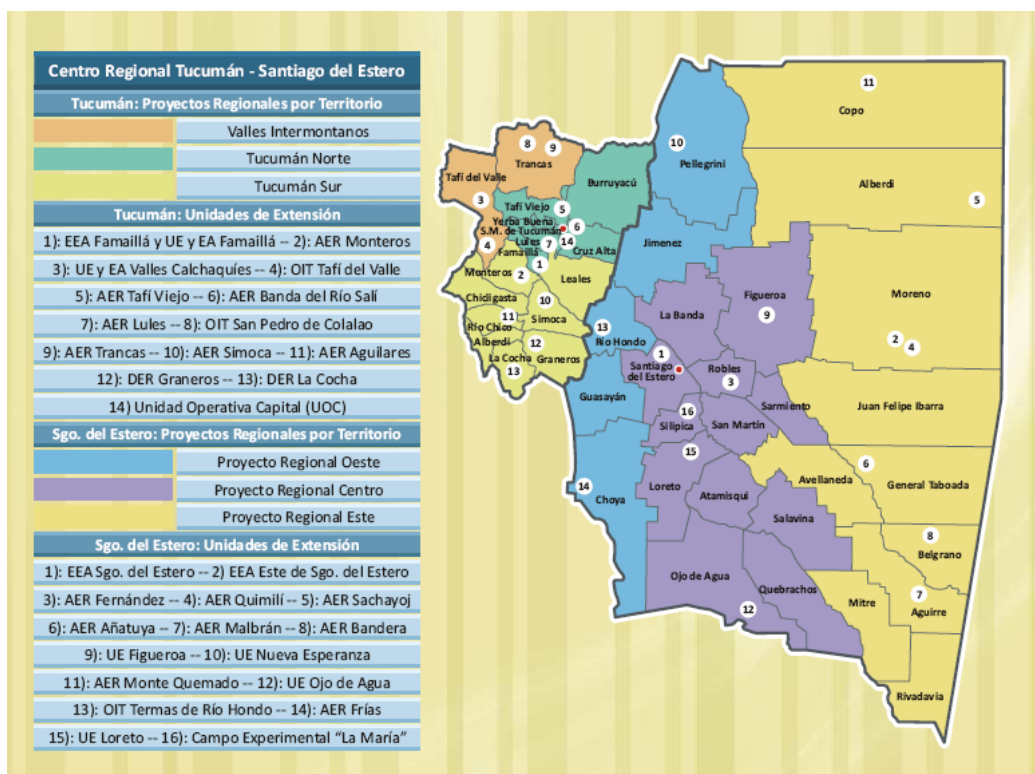 Centro Regional Tucumán - Santiago del Estero
Tucumán: Proyectos Regionales por Territorio
Valles Intermontanos
Tucumán Norte
Tucumán Sur
Tucumán: Unidades de Extensión
1): EEA Famaillá y UE y EA Famaillá -- 2): AER Monteros
3): UE y EA Valles Calchaquíes -- 4): OIT Tafí del Valle
5): AER Tafí Viejo -- 6): AER Banda del Río Salí
7): AER Lules -- 8): OIT San Pedro de Colalao
9): AER Trancas -- 10): AER Simoca -- 11): AER Aguilares
12): DER Graneros -- 13): DER La Cocha
14) Unidad Operativa Capital (UOC)
Sgo. del Estero: Proyectos Regionales por Territorio
Proyecto Regional Oeste
Proyecto Regional Centro
Proyecto Regional Este
Sgo. del Estero: Unidades de Extensión
1): EEA Sgo. del Estero -- 2) EEA Este de Sgo. del Estero
3): AER Fernández -- 4): AER Quimilí -- 5): AER Sachayoj
6): AER Añatuya -- 7): AER Malbrán -- 8): AER Bandera
9): UE Figueroa -- 10): UE Nueva Esperanza
11): AER Monte Quemado -- 12): UE Ojo de Agua
13): OIT Termas de Río Hondo -- 14): AER Frías
15): UE Loreto -- 16): Campo Experimental "La María"
11
Copo
8 9
Trancas
10
Pellegrini
Tafí del Valle
Burruyacú
Alberdi
3
5
Tafí Viejo
5
Yerba Buena
6
S.M. de Tucumán
4
Lules
7
14
Cruz Alta
Famaillá
1
Jimenez
Monteros
2
Leales
Chicligasta
10
Simoca
Figueroa
9
Moreno
La Banda
Río Chico
11
13
Río Hondo
2 4
Alberdi
12
La Cocha
Graneros
13
1
Santiago
del Estero
Robles
3
Guasayán
Sarmiento
Juan Felipe Ibarra
16
Silipica
San Martín
15
6
14
Choya
Loreto
Atamisqui
Avellaneda
General Taboada
Salavina
8
Belgrano
Ojo de Agua
Quebrachos
7
Mitre
Aguirre
12
Rivadavia